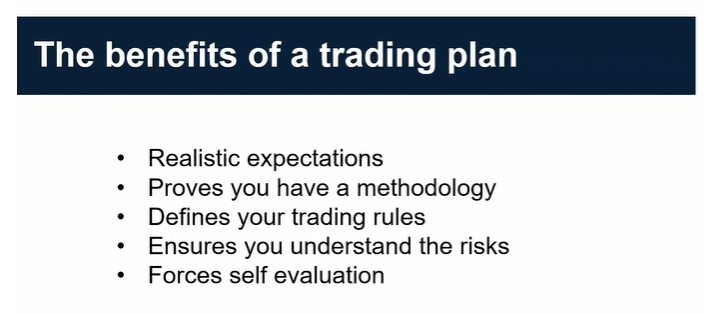 The benefits of a trading plan
• Realistic expectations
• Proves you have a methodology
• Defines your trading rules
• Ensures you understand the risks
• Forces self evaluation